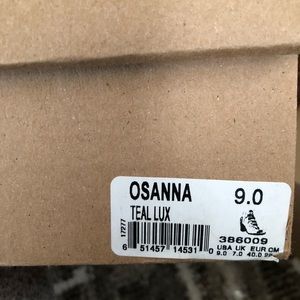 OSANNA 9.0
TEAL LUX
17277
386009
6 51457 14531 0
USA UK EUR CM
9.0 7.0 40.0